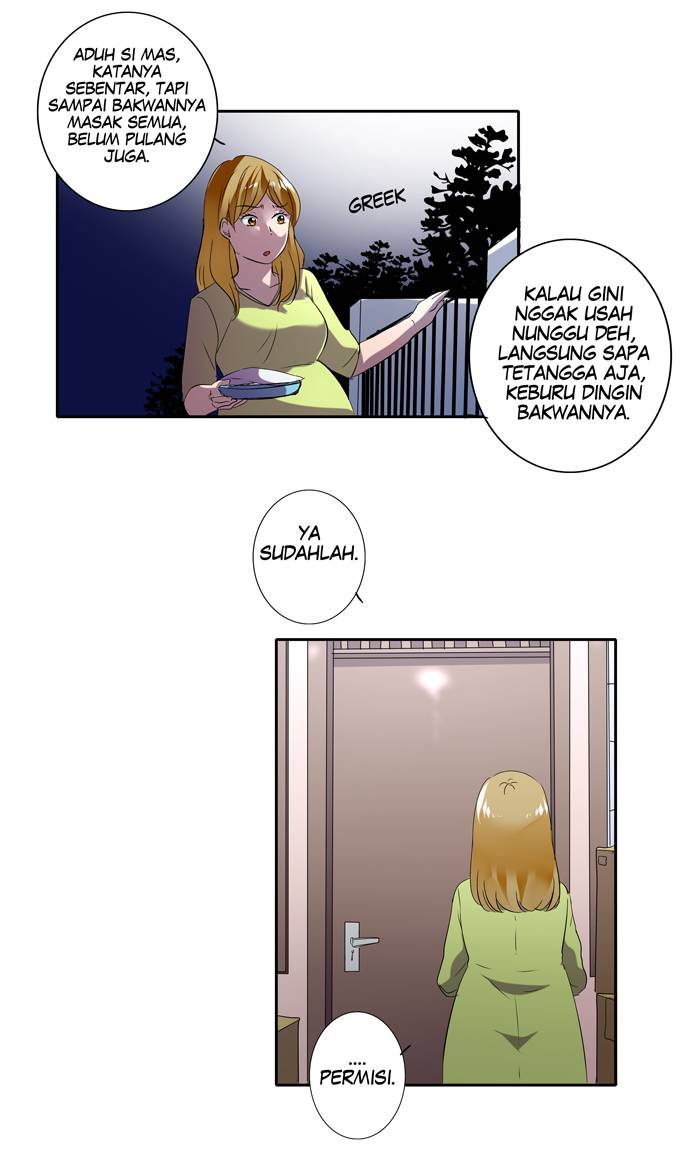 ADUH SI MAS,
KATANYA
SEBENTAR, TAPI
SAMPAI BAKWANNYA
MASAK SEMUA,
BELUM PULANG
JUGA.
GREEK
KALAU GINI
NGGAK USAH
NUNGGU DEH,
LANGSUNG SAPA
TETANGGA AJA,
KEBURU DINGIN
BAKWANNYA.
YA
SUDAHLAH.
....
PERMISI.